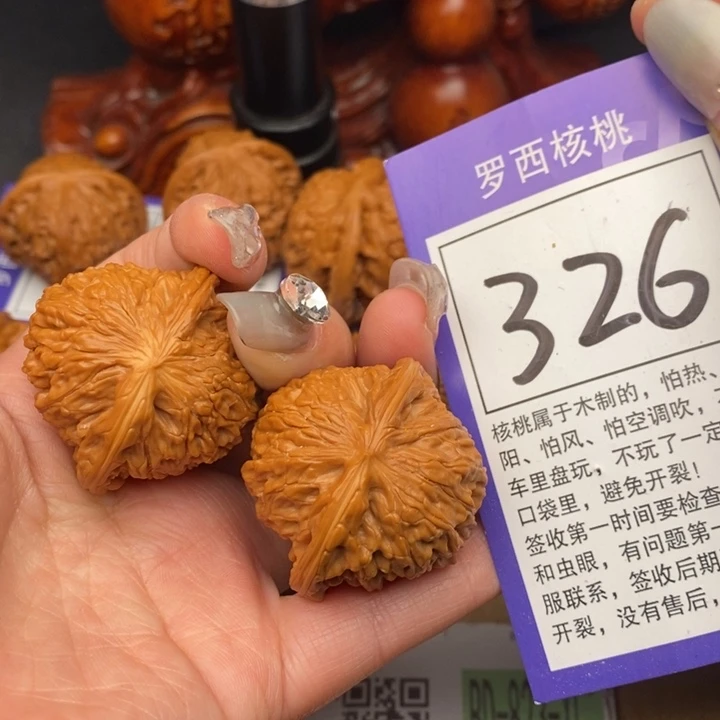 罗西核桃
326
核桃属于木制的，怕热、
阳、怕风、怕空调吹，
车里盘玩，不玩了一定
口袋里，避免开裂！
签收第一时间要检查
和虫眼，有问题第一
服联系，签收后期
开裂，没有售后，